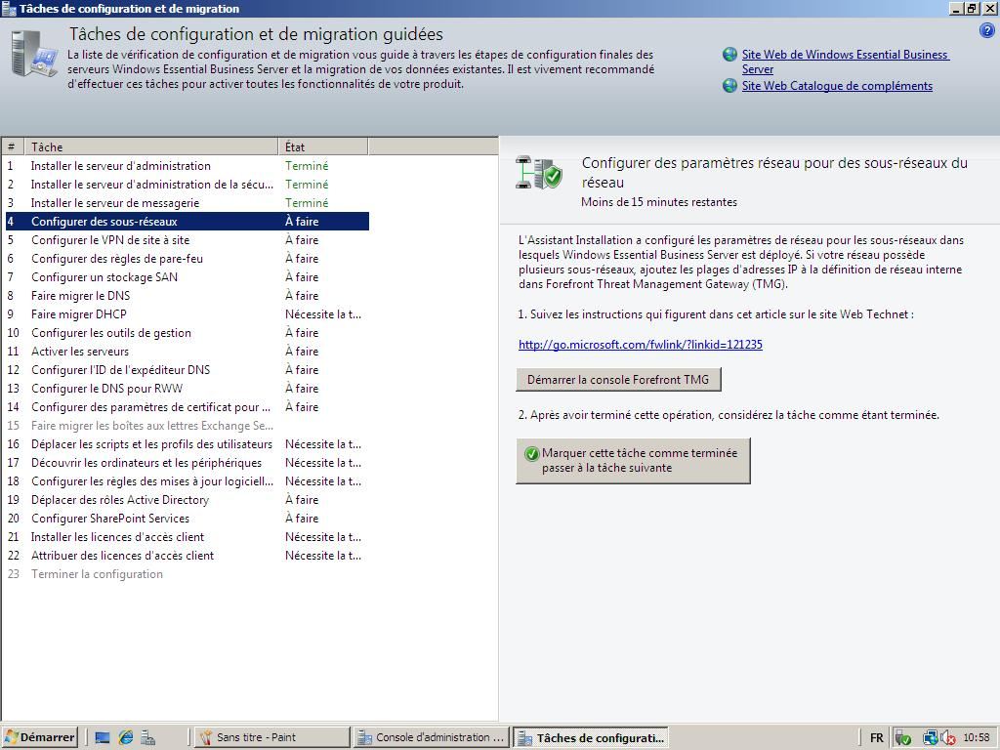 Tâches de configuration et de migration
Tâches de configuration et de migration guidées
La liste de vérification de configuration et de migration vous guide à travers les étapes de configuration finales des
serveurs Windows Essential Business Server et la migration de vos données existantes. Il est vivement recommandé
d'effectuer ces tâches pour activer toutes les fonctionnalités de votre produit.
Site Web de Windows Essential Business
Server
Site Web Catalogue de compléments
# Tâche État
1 Installer le serveur d'administration Terminé
2 Installer le serveur d'administration de la sécu... Terminé
3 Installer le serveur de messagerie Terminé
4 Configurer des sous-réseaux À faire
5 Configurer le VPN de site à site À faire
6 Configurer des règles de pare-feu À faire
7 Configurer un stockage SAN À faire
8 Faire migrer le DNS À faire
9 Faire migrer DHCP Nécessite la t...
10 Configurer les outils de gestion À faire
11 Activer les serveurs À faire
12 Configurer l'ID de l'expéditeur DNS À faire
13 Configurer le DNS pour RWW À faire
14 Configurer des paramètres de certificat pour ... À faire
15 Faire migrer les boîtes aux lettres Exchange Se...
16 Déplacer les scripts et les profils des utilisateurs Nécessite la t...
17 Découvrir les ordinateurs et les périphériques Nécessite la t...
18 Configurer les règles des mises à jour logiciell... Nécessite la t...
19 Déplacer des rôles Active Directory À faire
20 Configurer SharePoint Services À faire
21 Installer les licences d'accès client Nécessite la t...
22 Attribuer des licences d'accès client Nécessite la t...
23 Terminer la configuration
Configurer des paramètres réseau pour des sous-réseaux du
réseau
Moins de 15 minutes restantes
L'Assistant Installation a configuré les paramètres de réseau pour les sous-réseaux dans
lesquels Windows Essential Business Server est déployé. Si votre réseau possède
plusieurs sous-réseaux, ajoutez les plages d'adresses IP à la définition de réseau interne
dans Forefront Threat Management Gateway (TMG).
1. Suivez les instructions qui figurent dans cet article sur le site Web Technet :
http://go.microsoft.com/fwlink/?linkid=121235
Démarrer la console Forefront TMG
2. Après avoir terminé cette opération, considérez la tâche comme étant terminée.
Marquer cette tâche comme terminée
passer à la tâche suivante
Démarrer Sans titre - Paint Console d'administration ... Tâches de configurati... FR 10:58